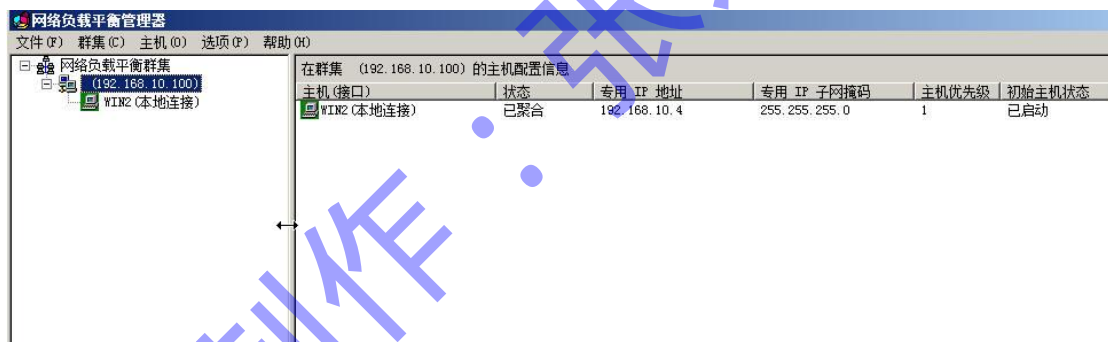 网络负载平衡管理器
文件(F) 群集(C) 主机(O) 选项(P) 帮助(H)
网络负载平衡群集
(192.168.10.100)
WIN2(本地连接)
在群集 (192.168.10.100) 的主机配置信息
主机(接口) 状态 专用 IP 地址 专用 IP 子网掩码 主机优先级 初始主机状态
WIN2(本地连接) 已聚合 192.168.10.4 255.255.255.0 1 已启动
制作：张